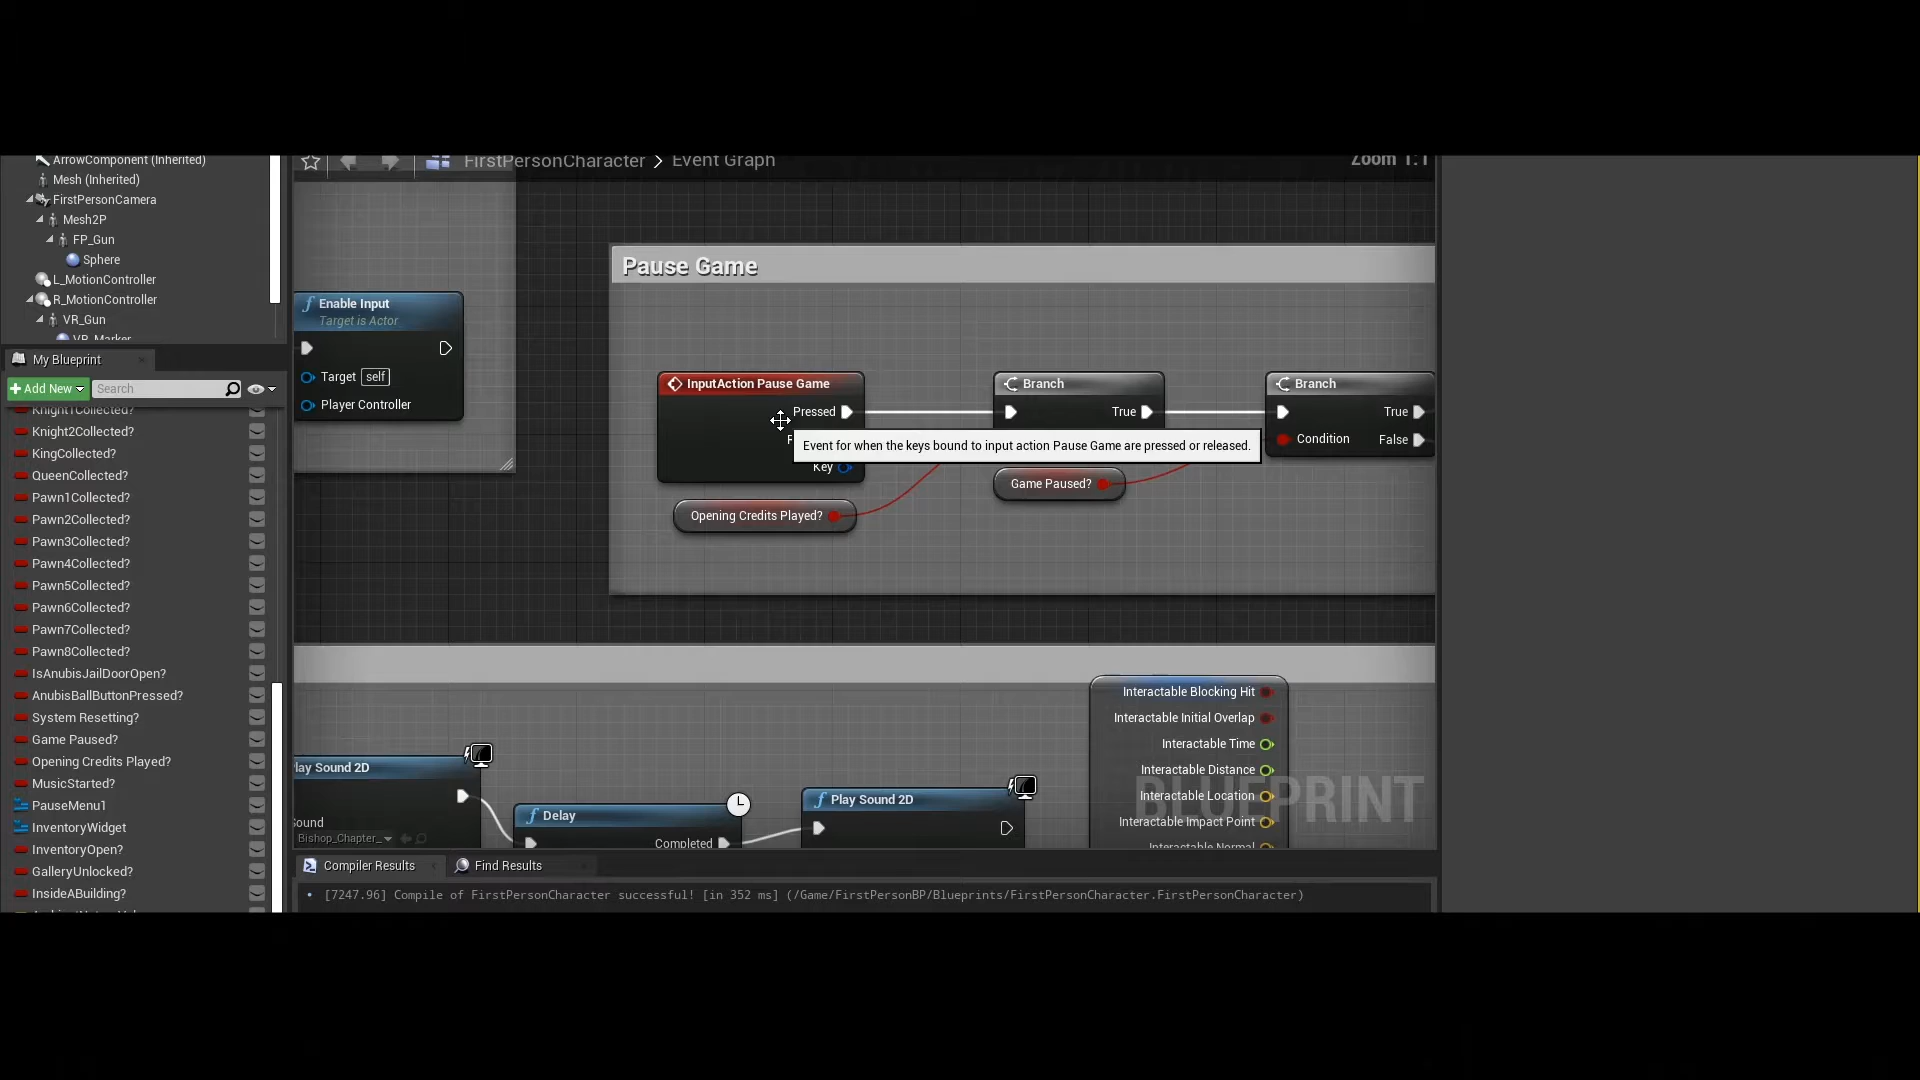 ArrowComponent (Inherited)
Mesh (Inherited)
FirstPersonCamera
Mesh2P
FP_Gun
Sphere
L_MotionController
R_MotionController
VR_Gun
VR_Marker
My Blueprint
Add New
Search
Knight1Collected?
Knight2Collected?
KingCollected?
QueenCollected?
Pawn1Collected?
Pawn2Collected?
Pawn3Collected?
Pawn4Collected?
Pawn5Collected?
Pawn6Collected?
Pawn7Collected?
Pawn8Collected?
IsAnubisJailDoorOpen?
AnubisBallButtonPressed?
System Resetting?
Game Paused?
Opening Credits Played?
MusicStarted?
PauseMenu1
InventoryWidget
InventoryOpen?
GalleryUnlocked?
InsideABuilding?
FirstPersonCharacter > Event Graph
Zoom 1:1
Enable Input
Target is Actor
Target self
Player Controller
Pause Game
InputAction Pause Game
Pressed
Key
Opening Credits Played?
Branch
True
Event for when the keys bound to input action Pause Game are pressed or released.
Game Paused?
Branch
True
Condition
False
lay Sound 2D
ound
Bishop_Chapter_
Delay
Completed
Play Sound 2D
Interactable Blocking Hit
Interactable Initial Overlap
Interactable Time
Interactable Distance
Interactable Location
Interactable Impact Point
Interactable Normal
BLUEPRINT
Compiler Results
Find Results
[7247.96] Compile of FirstPersonCharacter successful! [in 352 ms] (/Game/FirstPersonBP/Blueprints/FirstPersonCharacter.FirstPersonCharacter)